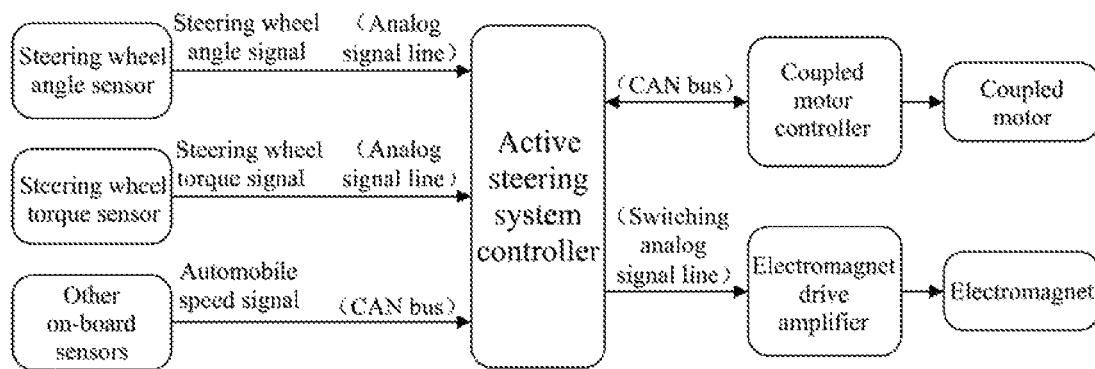 Steering wheel
angle sensor
Steering wheel
angle signal
（Analog
signal line）
Steering wheel
torque sensor
Steering wheel
torque signal
（Analog
signal line）
Other
on-board
sensors
Automobile
speed signal
（CAN bus）
Active
steering
system
controller
（CAN bus）
Coupled
motor
controller
Coupled
motor
（Switching
analog
signal line）
Electromagnet
drive
amplifier
Electromagnet